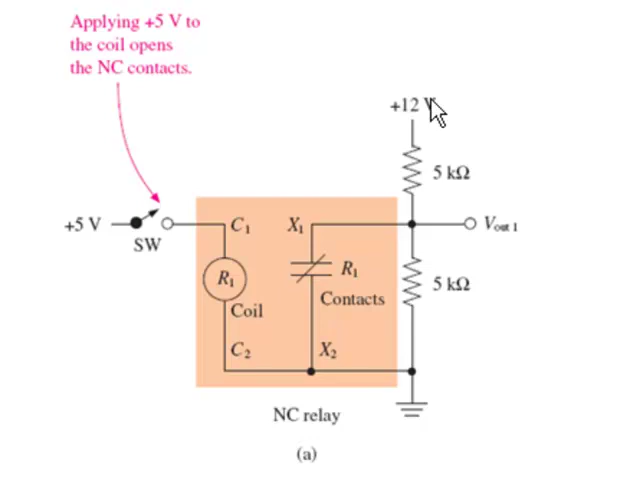 Applying +5 V to
the coil opens
the NC contacts.
+12 V
5 kΩ
+5 V
SW
C1
X1
Vout 1
R1
Coil
R1
Contacts
5 kΩ
C2
X2
NC relay
(a)